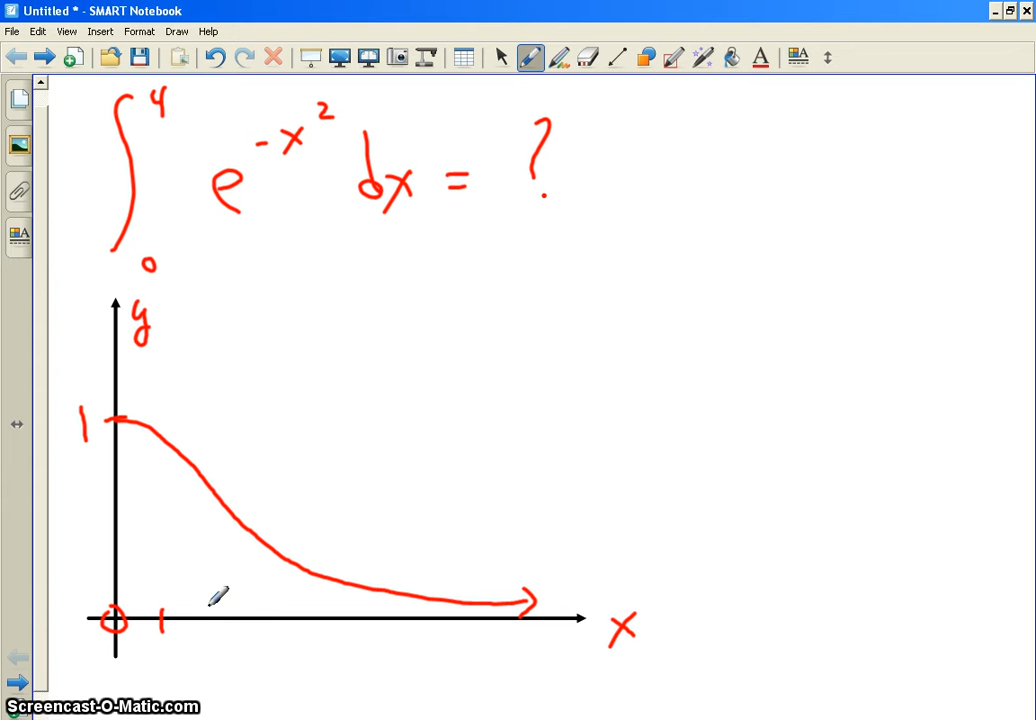 Untitled * - SMART Notebook
File Edit View Insert Format Draw Help
∫₀⁴ e^(-x²) dx = ?
y
1
0 1
x
Screencast-O-Matic.com